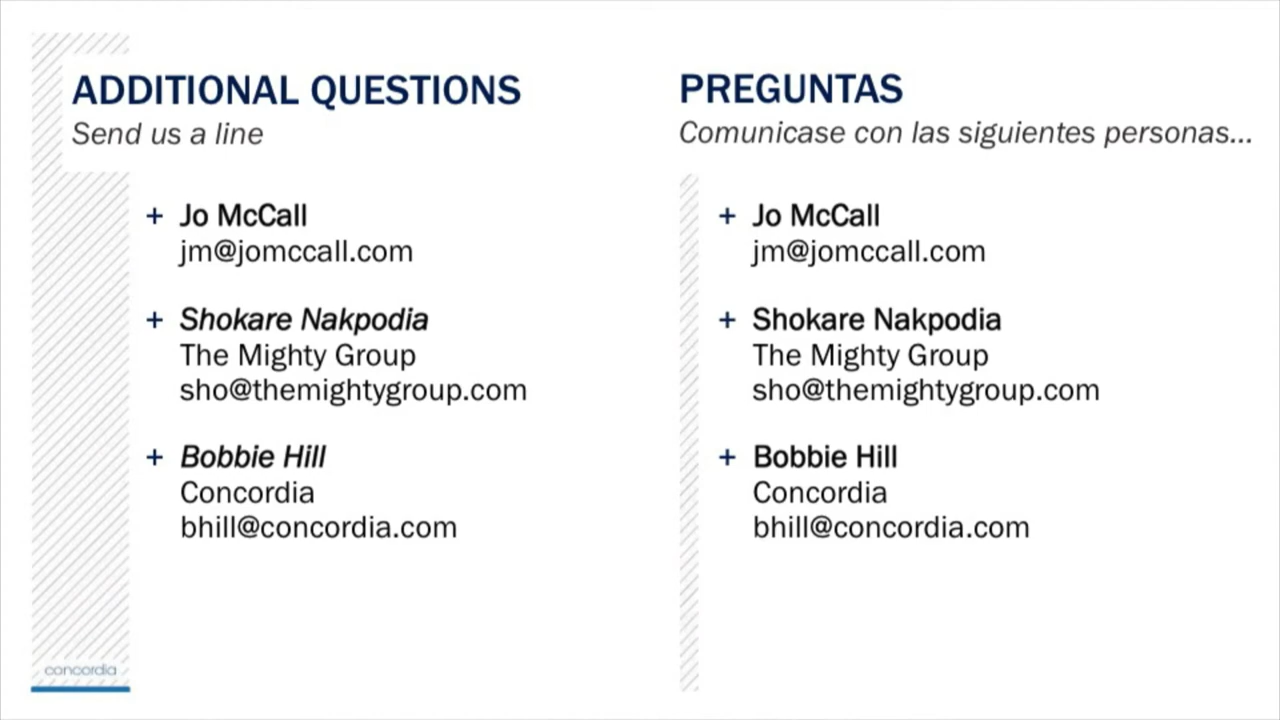 ADDITIONAL QUESTIONS
Send us a line
+ Jo McCall
jm@jomccall.com
+ Shokare Nakpodia
The Mighty Group
sho@themightygroup.com
+ Bobbie Hill
Concordia
bhill@concordia.com
concordia
PREGUNTAS
Comunicase con las siguientes personas...
+ Jo McCall
jm@jomccall.com
+ Shokare Nakpodia
The Mighty Group
sho@themightygroup.com
+ Bobbie Hill
Concordia
bhill@concordia.com